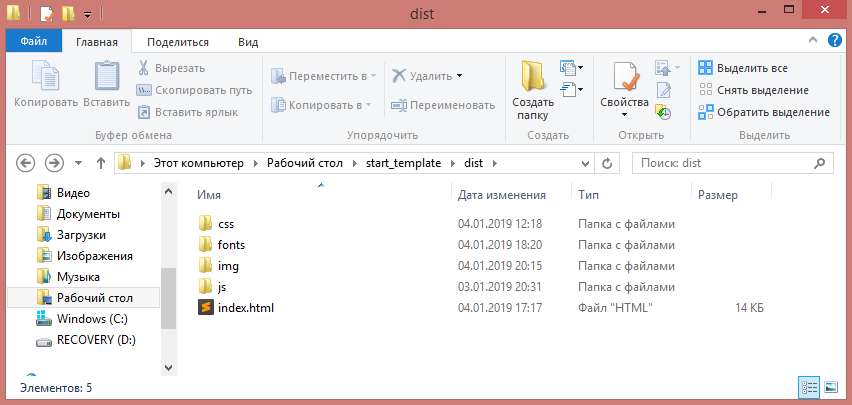 dist
Файл Главная Поделиться Вид
Копировать
Вставить
Вырезать
Скопировать путь
Вставить ярлык
Буфер обмена
Переместить в
Копировать в
Удалить
Переименовать
Упорядочить
Создать папку
Создать
Свойства
Открыть
Выделить все
Снять выделение
Обратить выделение
Выделить
Этот компьютер Рабочий стол start_template dist
Поиск: dist
Видео
Документы
Загрузки
Изображения
Музыка
Рабочий стол
Windows (C:)
RECOVERY (D:)
Имя Дата изменения Тип Размер
css 04.01.2019 12:18 Папка с файлами
fonts 04.01.2019 18:20 Папка с файлами
img 04.01.2019 20:15 Папка с файлами
js 03.01.2019 20:31 Папка с файлами
index.html 04.01.2019 17:17 Файл "HTML" 14 КБ
Элементов: 5